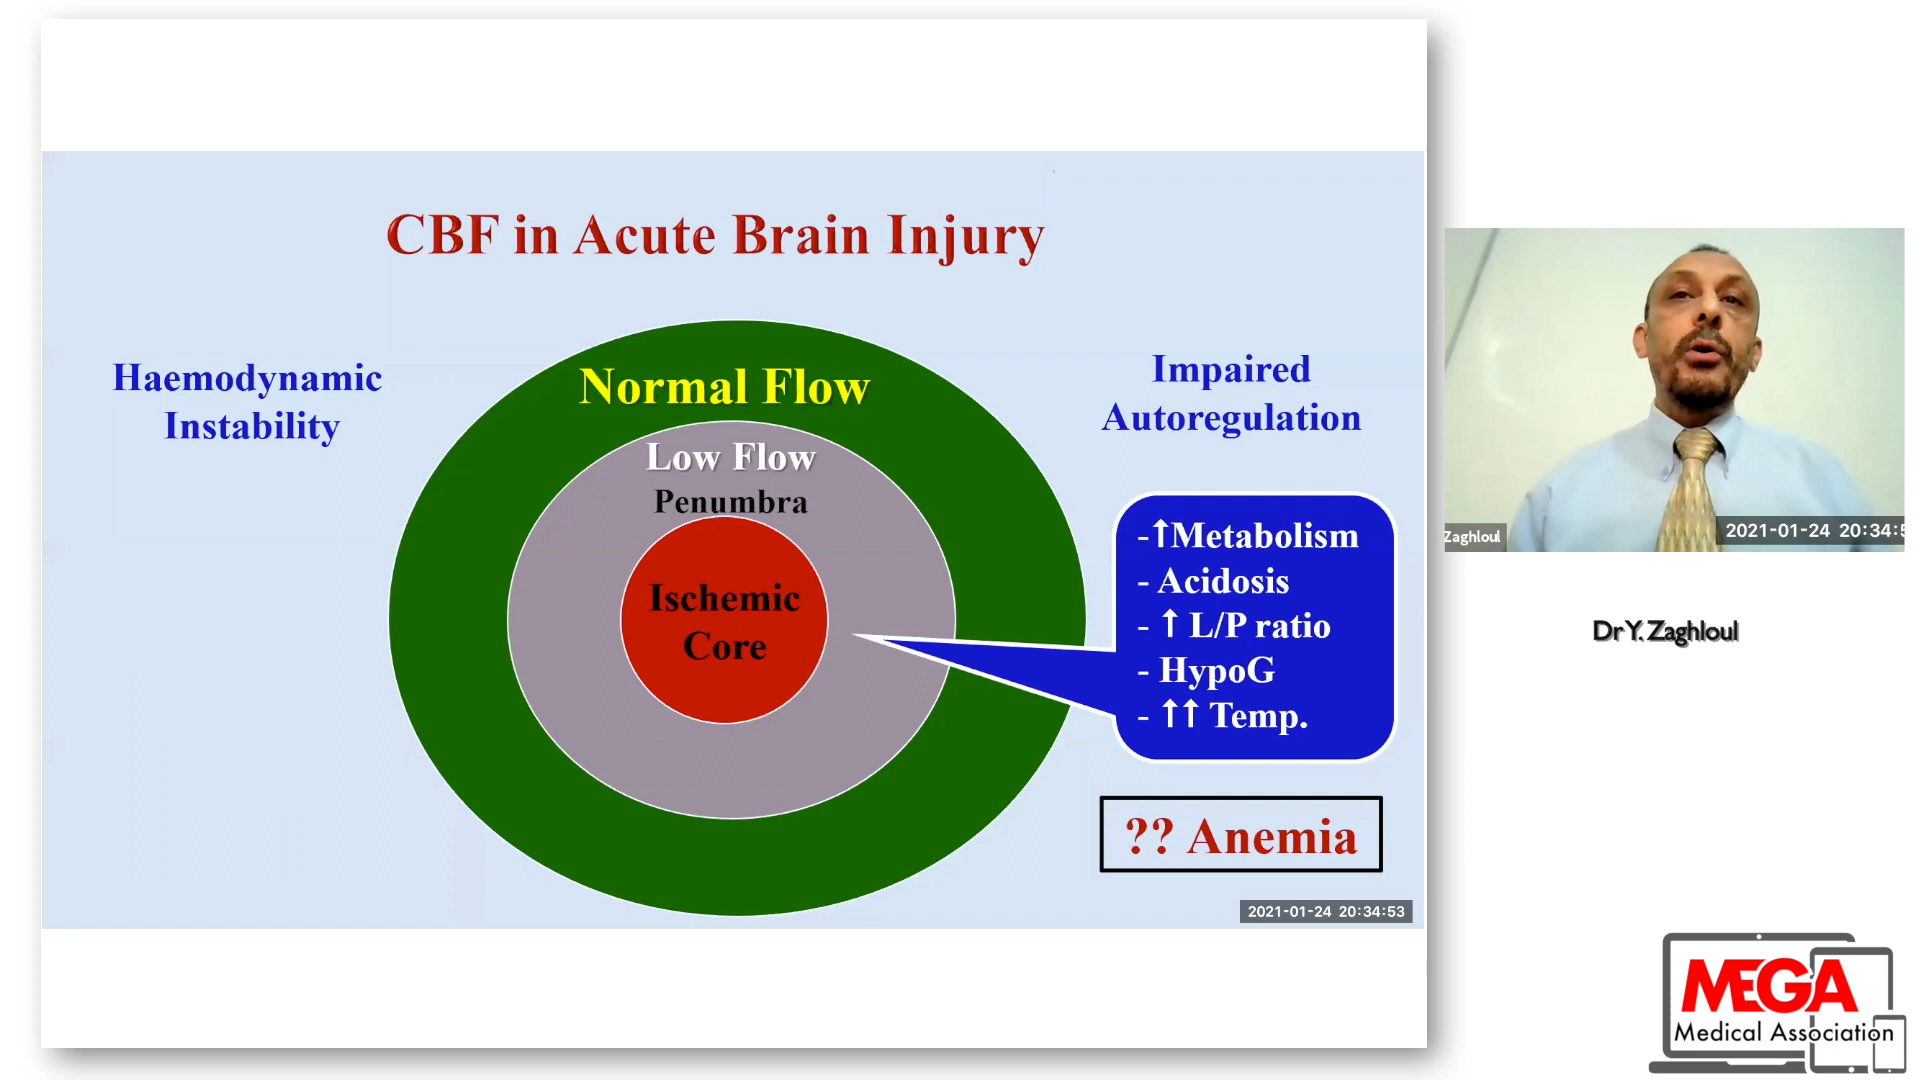 CBF in Acute Brain Injury
Haemodynamic
Instability
Normal Flow
Low Flow
Penumbra
Ischemic
Core
Impaired
Autoregulation
-↑Metabolism
- Acidosis
- ↑ L/P ratio
- HypoG
- ↑↑ Temp.
?? Anemia
2021-01-24 20:34:53
Zaghloul
2021-01-24 20:34:5
Dr Y. Zaghloul
MEGA
Medical Association